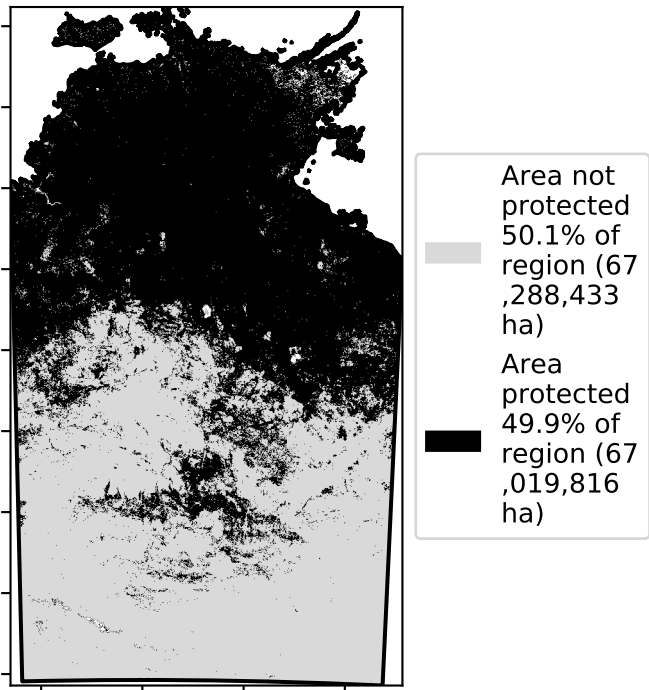 Area not
protected
50.1% of
region (67
,288,433
ha)
Area
protected
49.9% of
region (67
,019,816
ha)